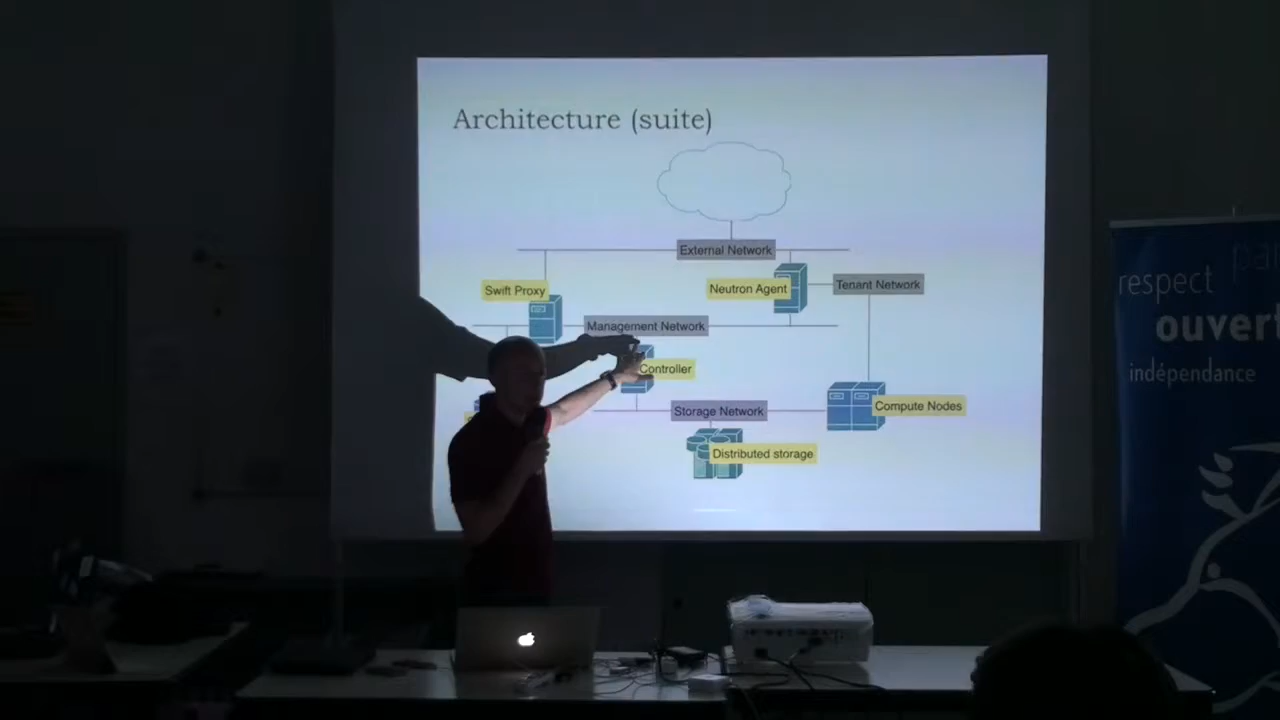 Architecture (suite)
External Network
Swift Proxy
Neutron Agent
Tenant Network
Management Network
Controller
Storage Network
Compute Nodes
Distributed storage
respect
ouvert
indépendance